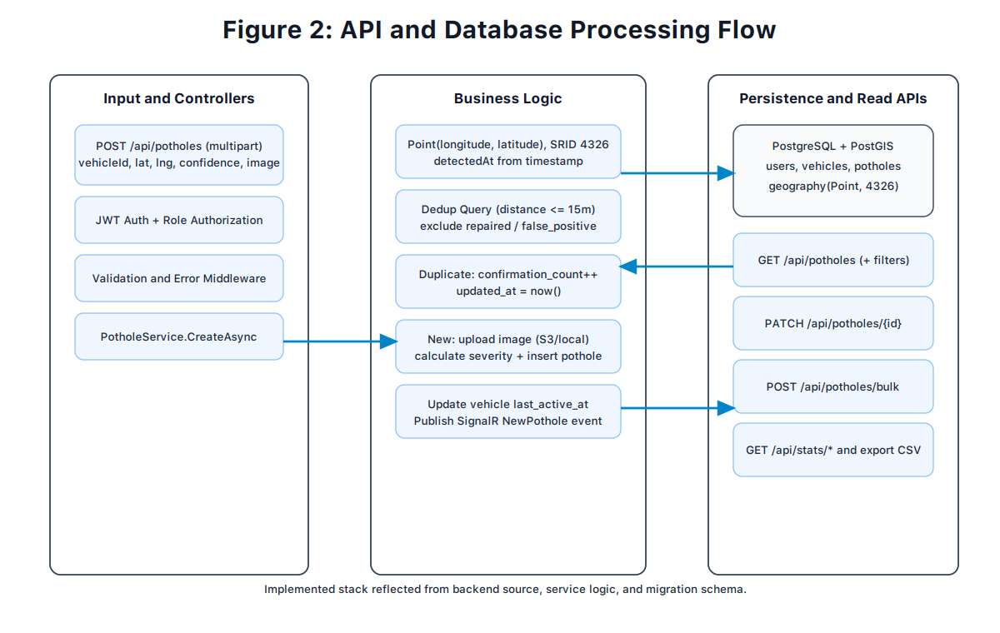 Figure 2: API and Database Processing Flow
Input and Controllers
POST /api/potholes (multipart)
vehicleId, lat, lng, confidence, image
JWT Auth + Role Authorization
Validation and Error Middleware
PotholeService.CreateAsync
Business Logic
Point(longitude, latitude), SRID 4326
detectedAt from timestamp
Dedup Query (distance <= 15m)
exclude repaired / false_positive
Duplicate: confirmation_count++
updated_at = now()
New: upload image (S3/local)
calculate severity + insert pothole
Update vehicle last_active_at
Publish SignalR NewPothole event
Persistence and Read APIs
PostgreSQL + PostGIS
users, vehicles, potholes
geography(Point, 4326)
GET /api/potholes (+ filters)
PATCH /api/potholes/{id}
POST /api/potholes/bulk
GET /api/stats/* and export CSV
Implemented stack reflected from backend source, service logic, and migration schema.